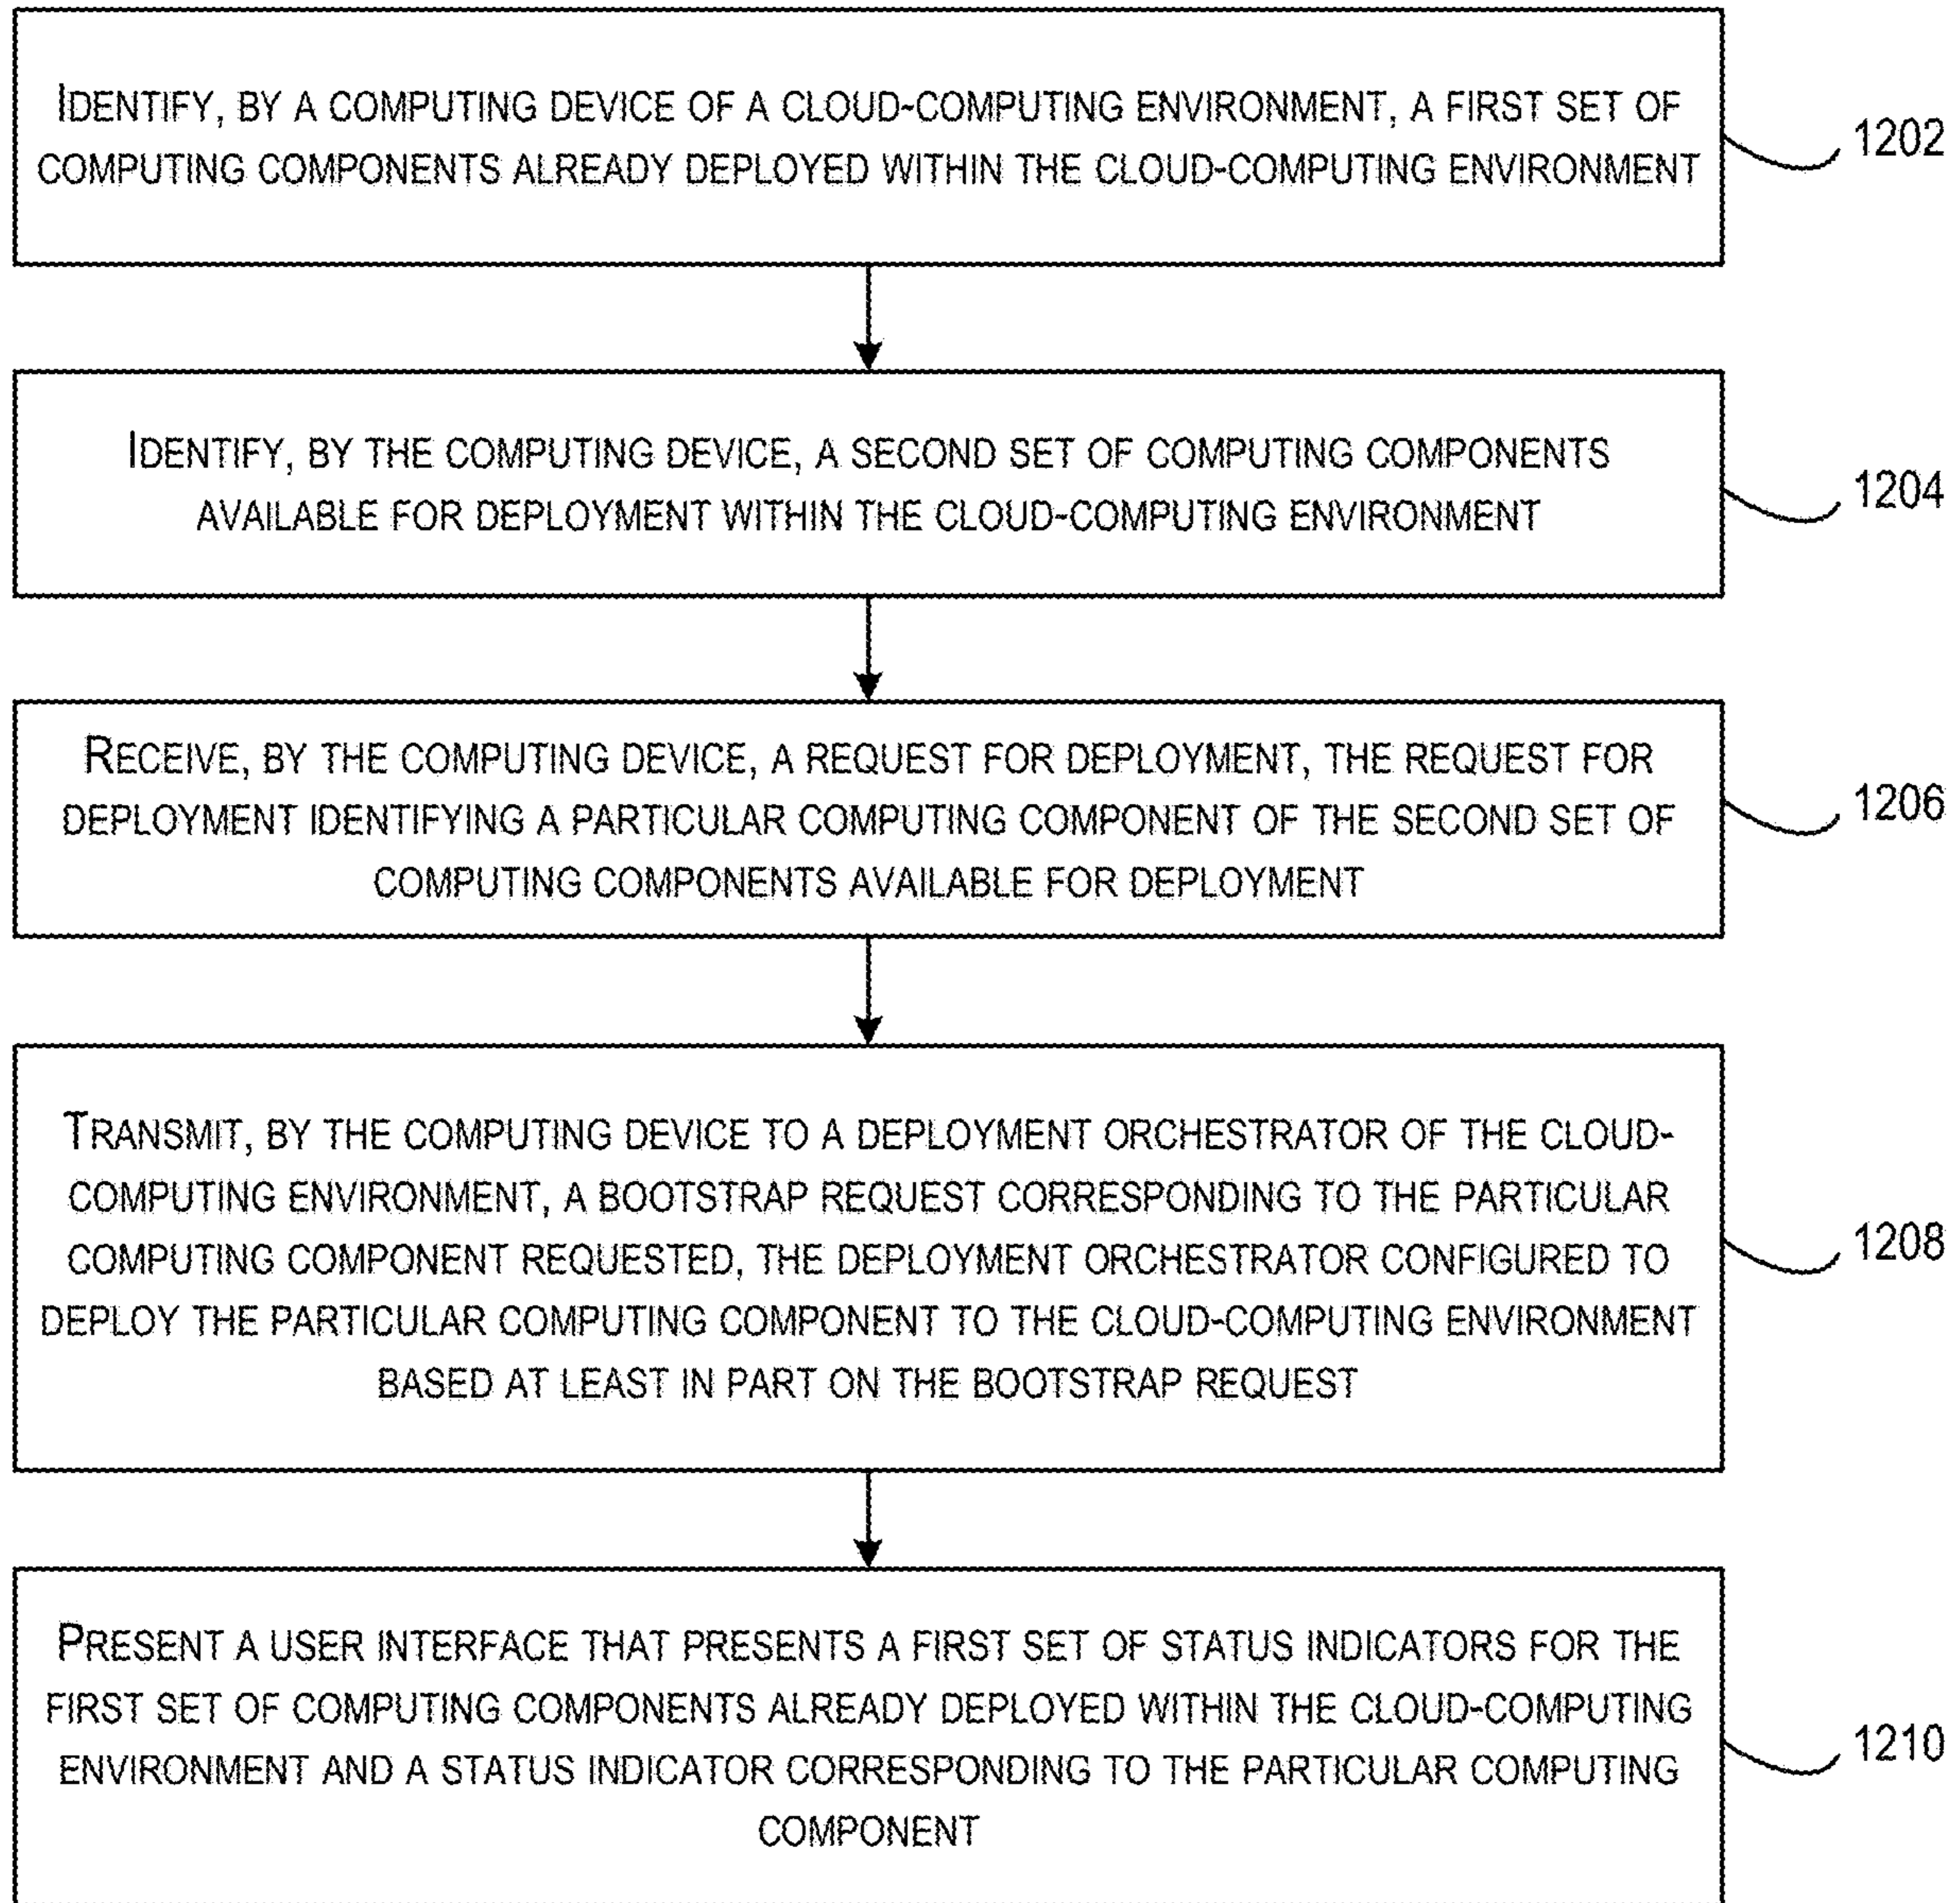 IDENTIFY, BY A COMPUTING DEVICE OF A CLOUD-COMPUTING ENVIRONMENT, A FIRST SET OF
COMPUTING COMPONENTS ALREADY DEPLOYED WITHIN THE CLOUD-COMPUTING ENVIRONMENT
1202
IDENTIFY, BY THE COMPUTING DEVICE, A SECOND SET OF COMPUTING COMPONENTS
AVAILABLE FOR DEPLOYMENT WITHIN THE CLOUD-COMPUTING ENVIRONMENT
1204
RECEIVE, BY THE COMPUTING DEVICE, A REQUEST FOR DEPLOYMENT, THE REQUEST FOR
DEPLOYMENT IDENTIFYING A PARTICULAR COMPUTING COMPONENT OF THE SECOND SET OF
COMPUTING COMPONENTS AVAILABLE FOR DEPLOYMENT
1206
TRANSMIT, BY THE COMPUTING DEVICE TO A DEPLOYMENT ORCHESTRATOR OF THE CLOUD-
COMPUTING ENVIRONMENT, A BOOTSTRAP REQUEST CORRESPONDING TO THE PARTICULAR
COMPUTING COMPONENT REQUESTED, THE DEPLOYMENT ORCHESTRATOR CONFIGURED TO
DEPLOY THE PARTICULAR COMPUTING COMPONENT TO THE CLOUD-COMPUTING ENVIRONMENT
BASED AT LEAST IN PART ON THE BOOTSTRAP REQUEST
1208
PRESENT A USER INTERFACE THAT PRESENTS A FIRST SET OF STATUS INDICATORS FOR THE
FIRST SET OF COMPUTING COMPONENTS ALREADY DEPLOYED WITHIN THE CLOUD-COMPUTING
ENVIRONMENT AND A STATUS INDICATOR CORRESPONDING TO THE PARTICULAR COMPUTING
COMPONENT
1210